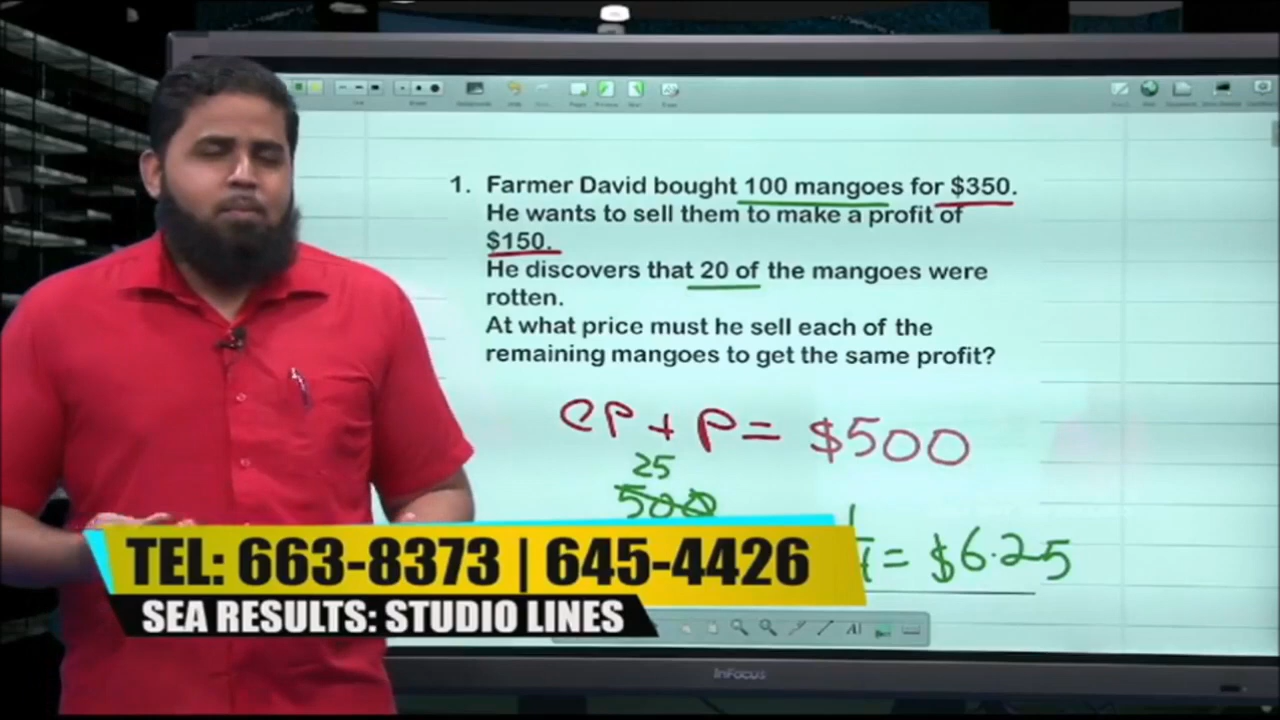 1. Farmer David bought 100 mangoes for $350.
He wants to sell them to make a profit of
$150.
He discovers that 20 of the mangoes were
rotten.
At what price must he sell each of the
remaining mangoes to get the same profit?
CP + P = $500
25
500
= $6.25
TEL: 663-8373 | 645-4426
SEA RESULTS: STUDIO LINES
InFocus